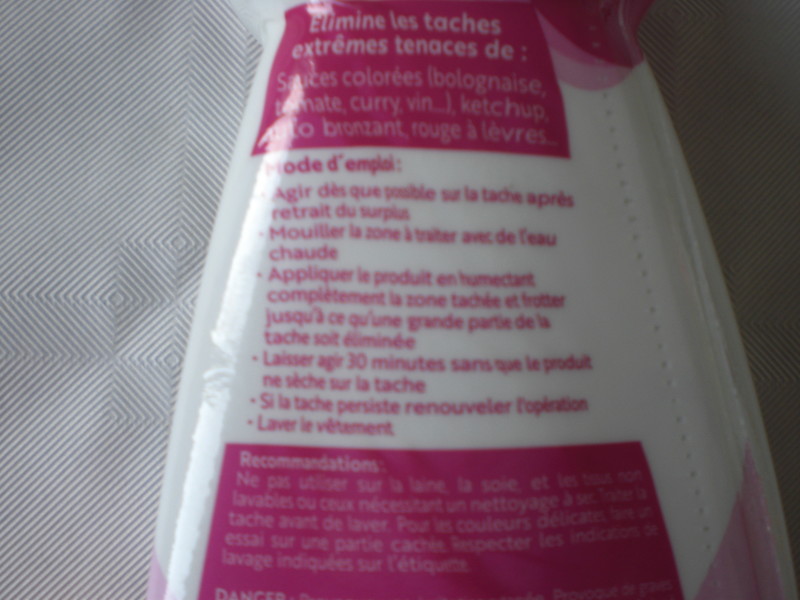 Elimine les taches
extrêmes tenaces de :
Sauces colorées (bolognaise,
tomate, curry, vin...), ketchup,
auto bronzant, rouge à lèvres...
Mode d'emploi :
• Agir dès que possible sur la tache après
retrait du surplus
• Mouiller la zone à traiter avec de l'eau
chaude
• Appliquer le produit en humectant
complètement la zone tachée et frotter
jusqu'à ce qu'une grande partie de la
tache soit éliminée
• Laisser agir 30 minutes sans que le produit
ne sèche sur la tache
• Si la tache persiste renouveler l'opération
• Laver le vêtement
Recommandations :
Ne pas utiliser sur la laine, la soie, et les tissus non
lavables ou ceux nécessitant un nettoyage à sec. Traiter la
tache avant de laver. Pour les couleurs délicates, faire un
essai sur une partie cachée. Respecter les indications de
lavage indiquées sur l'étiquette.
DANGER : Provoque de graves